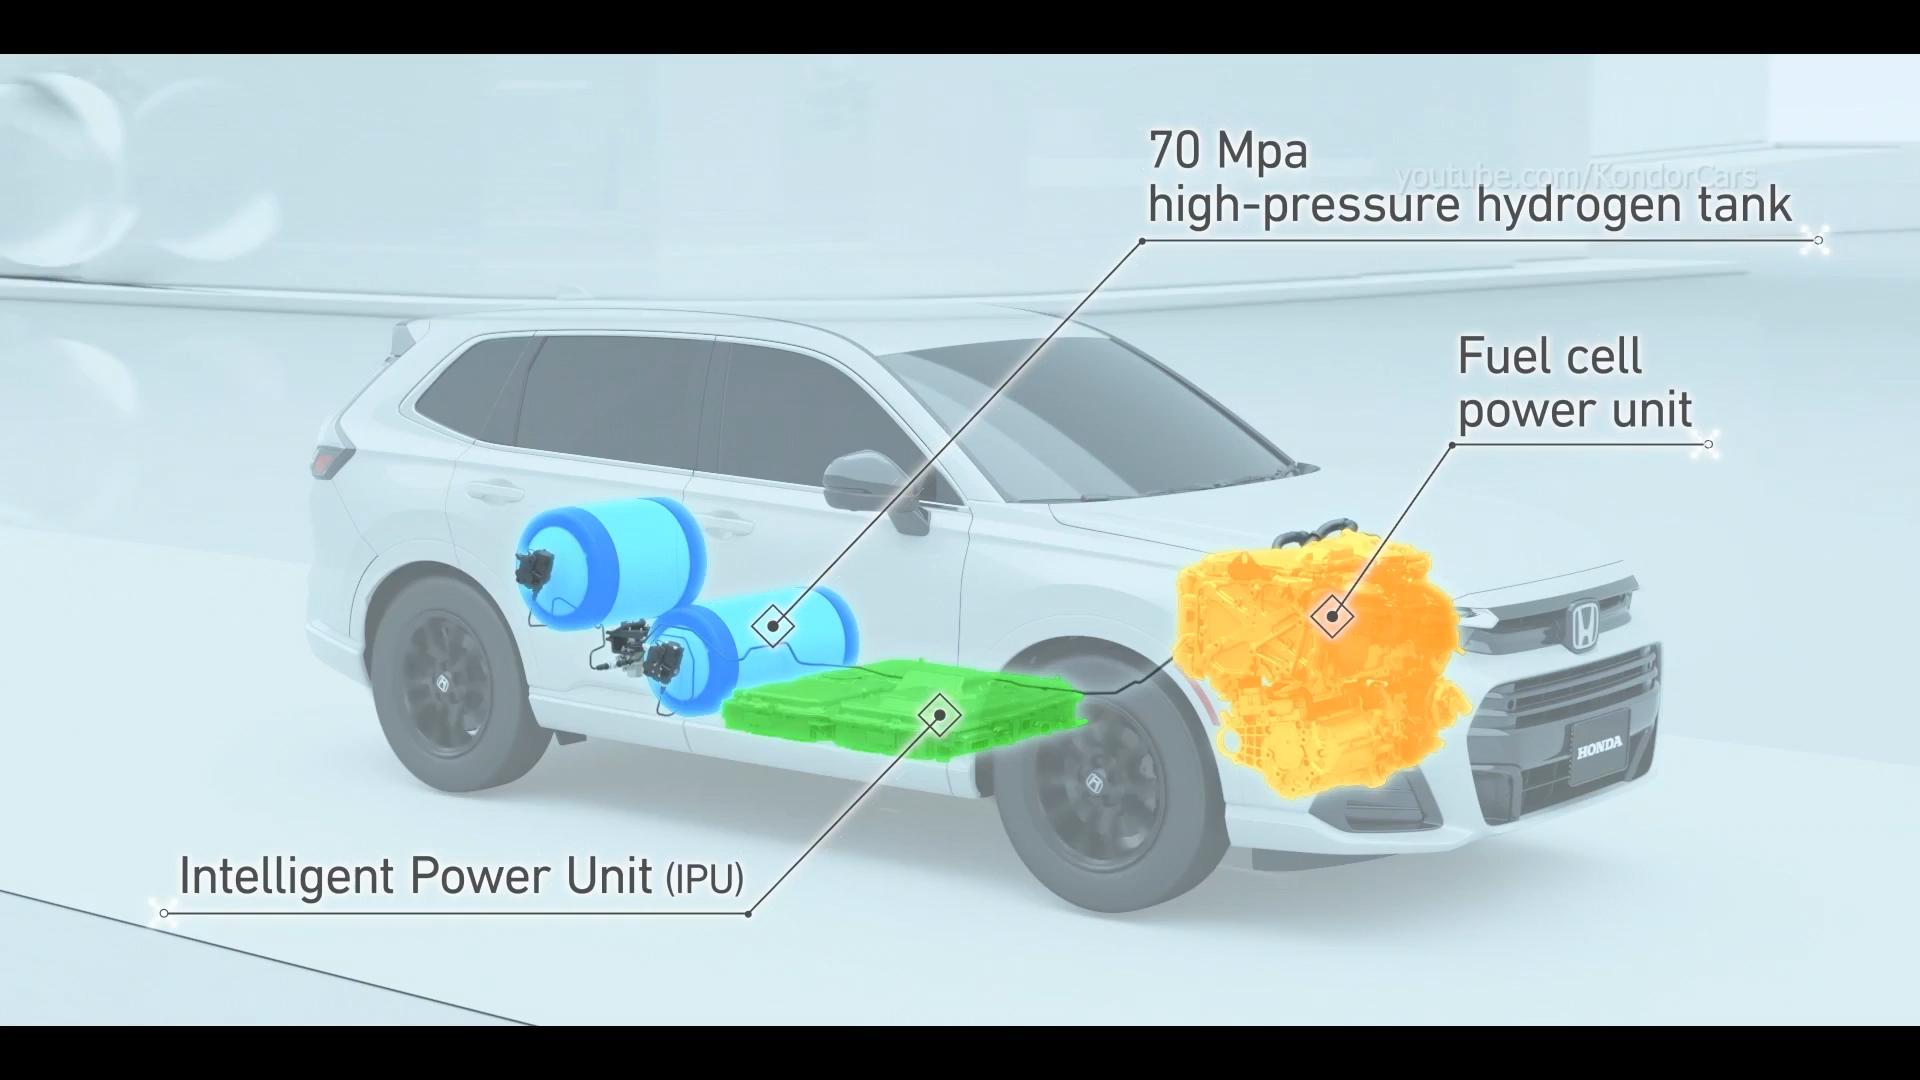 70 Mpa
youtube.com/KondorCars
high-pressure hydrogen tank
Fuel cell
power unit
HONDA
Intelligent Power Unit (IPU)